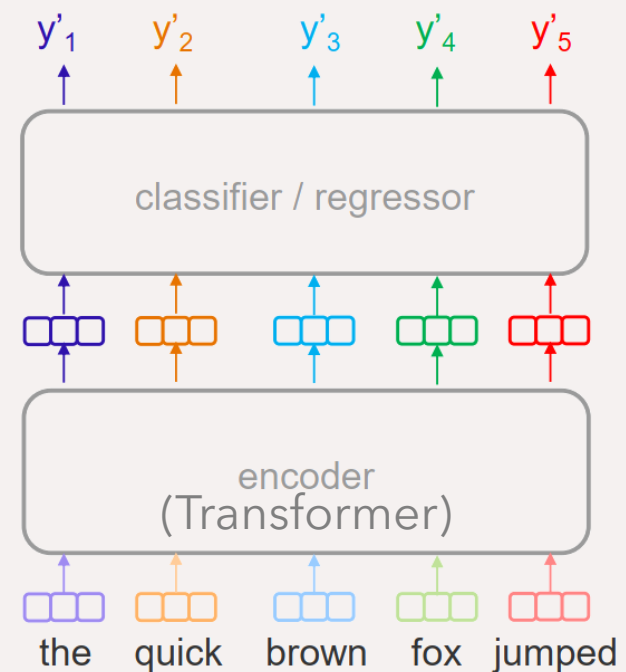 y'1 y'2 y'3 y'4 y'5
classifier / regressor
encoder
(Transformer)
the quick brown fox jumped